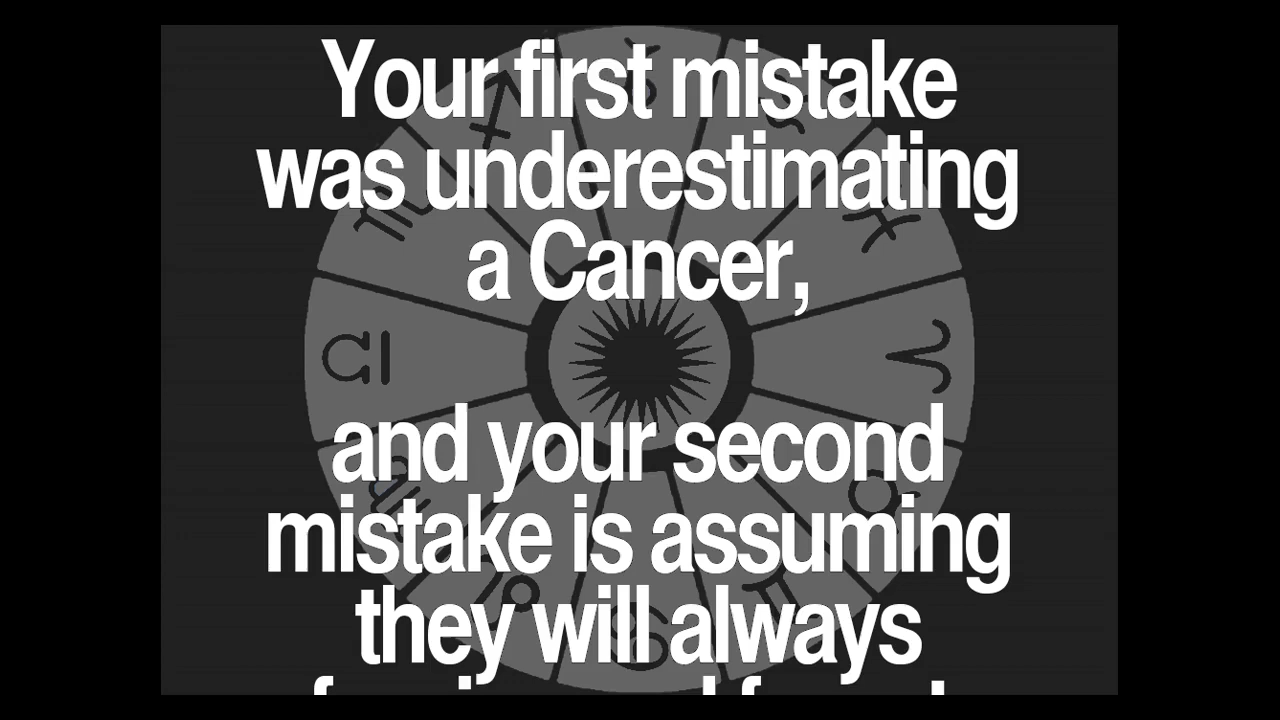 Your first mistake
was underestimating
a Cancer,
and your second
mistake is assuming
they will always